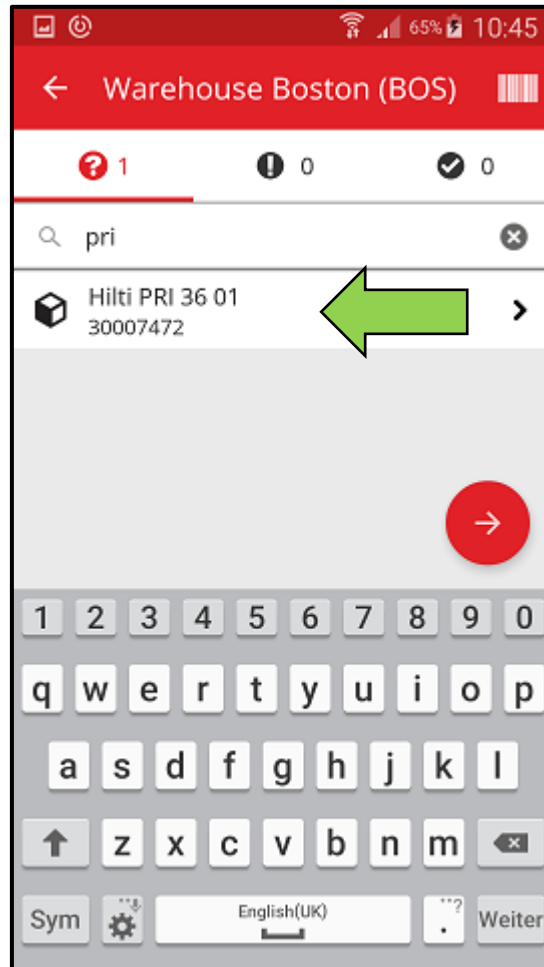 65% 10:45
Warehouse Boston (BOS)
1 0 0
pri
Hilti PRI 36 01
30007472
1 2 3 4 5 6 7 8 9 0
q w e r t y u i o p
a s d f g h j k l
z x c v b n m
Sym English(UK) . ? Weiter